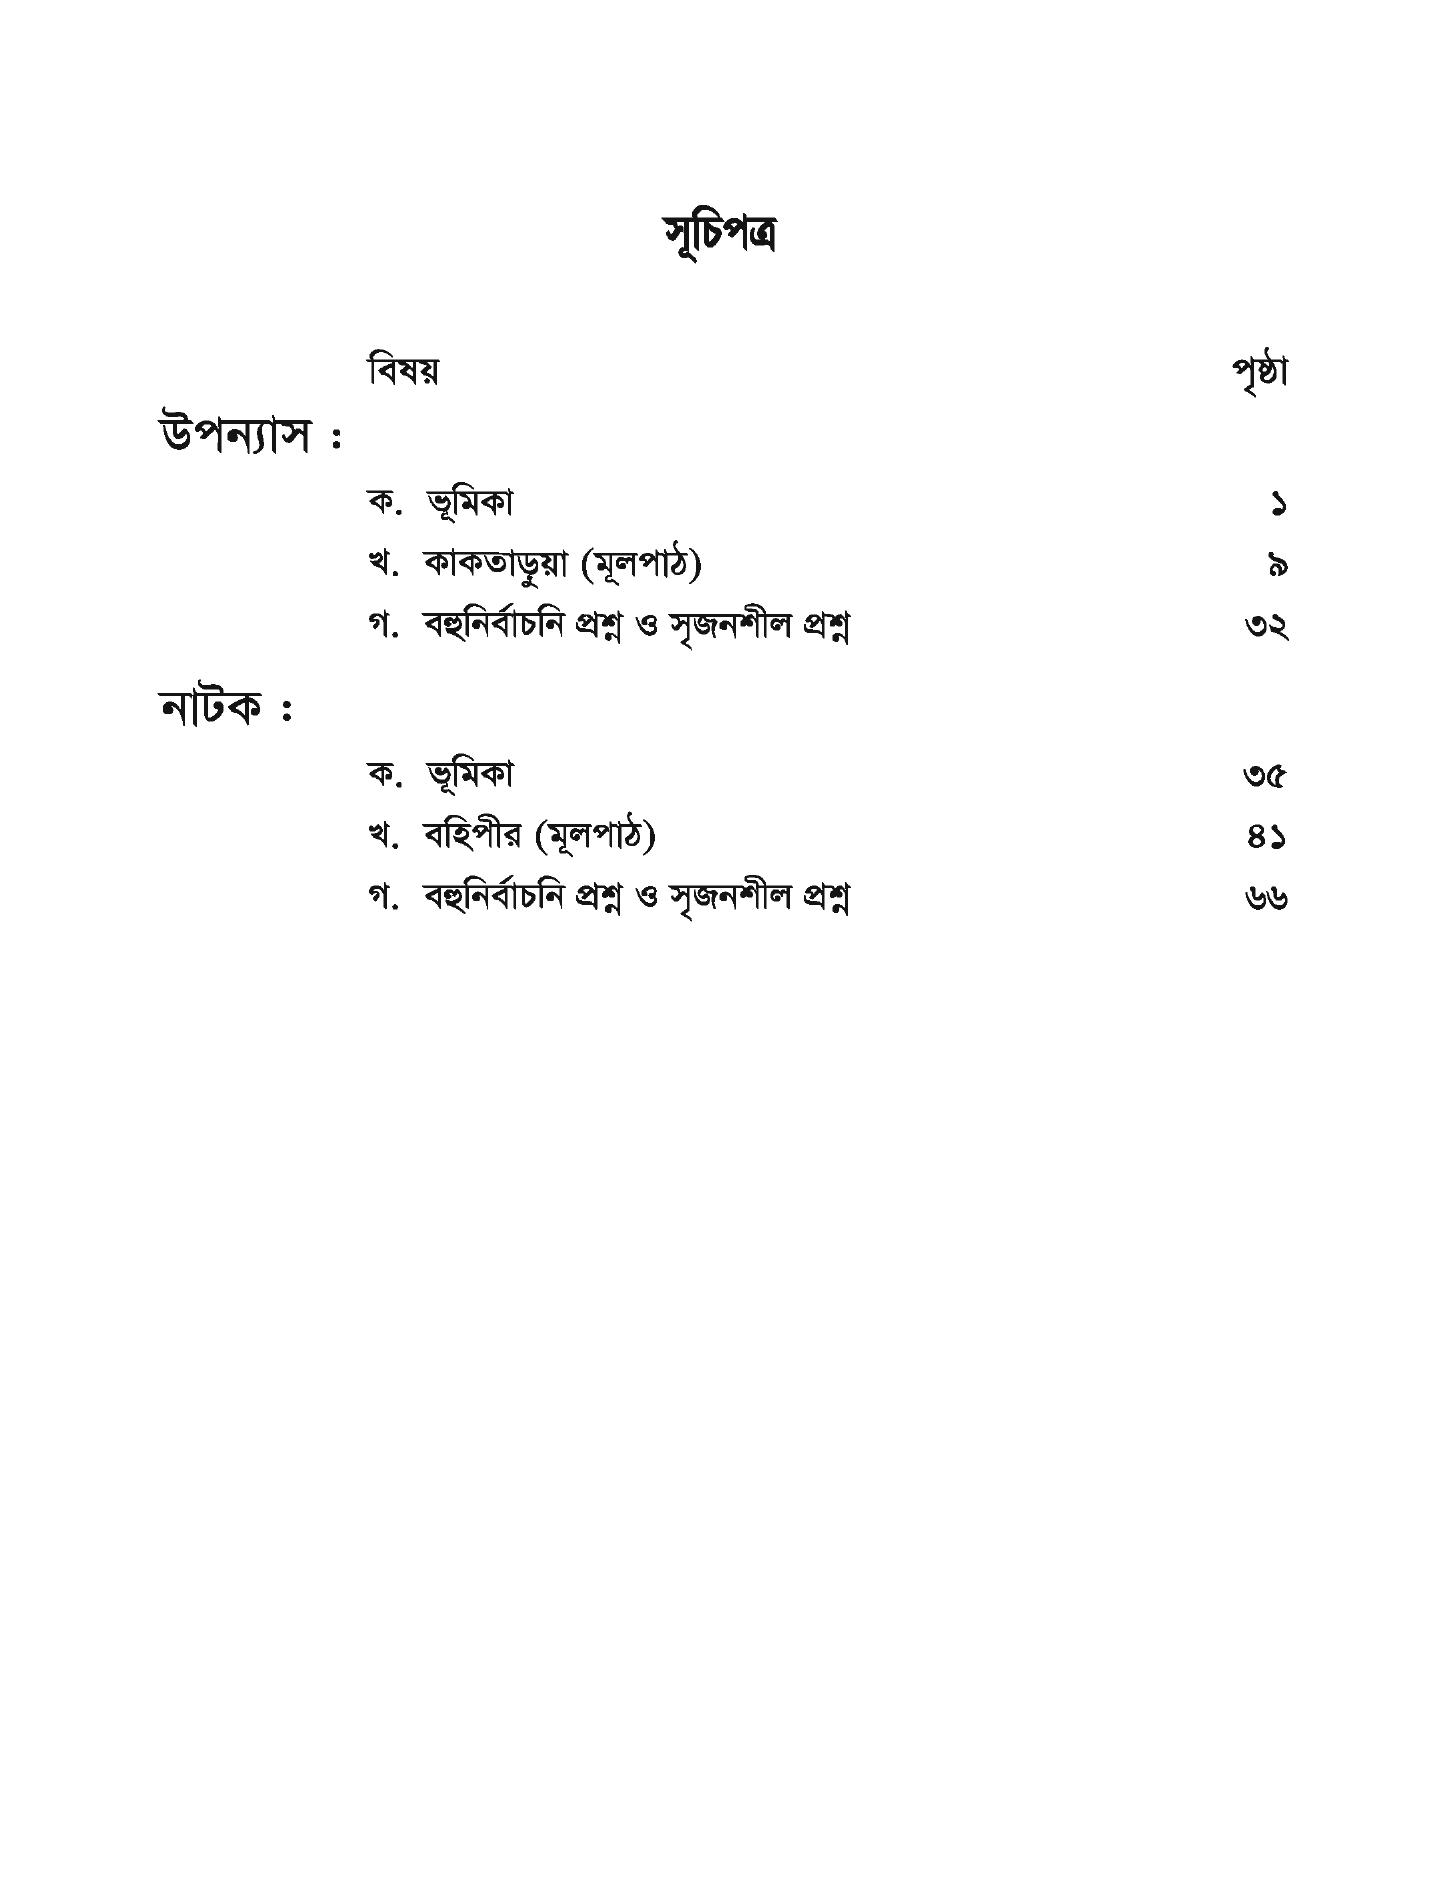 সূচিপত্র
বিষয় পৃষ্ঠা
উপন্যাস :
ক. ভূমিকা ১
খ. কাকতাড়ুয়া (মূলপাঠ) ৯
গ. বহুনির্বাচনি প্রশ্ন ও সৃজনশীল প্রশ্ন ৩২
নাটক :
ক. ভূমিকা ৩৫
খ. বহিপীর (মূলপাঠ) ৪১
গ. বহুনির্বাচনি প্রশ্ন ও সৃজনশীল প্রশ্ন ৬৬